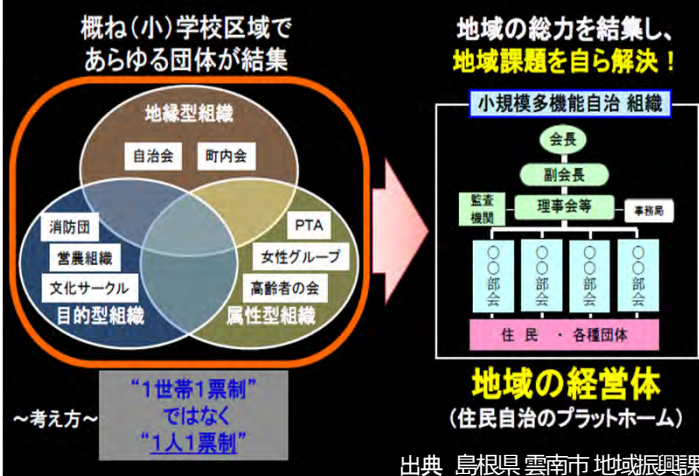 概ね(小)学校区域で
あらゆる団体が結集
地縁型組織
自治会
町内会
消防団
営農組織
文化サークル
目的型組織
PTA
女性グループ
高齢者の会
属性型組織
~考え方~
“1世帯1票制”
ではなく
“1人1票制”
地域の総力を結集し、
地域課題を自ら解決!
小規模多機能自治 組織
会長
副会長
監査
機関
理事会等
事務局
〇〇部会
〇〇部会
〇〇部会
〇〇部会
住 民 ・ 各種団体
地域の経営体
(住民自治のプラットホーム)
出典 島根県 雲南市 地域振興課